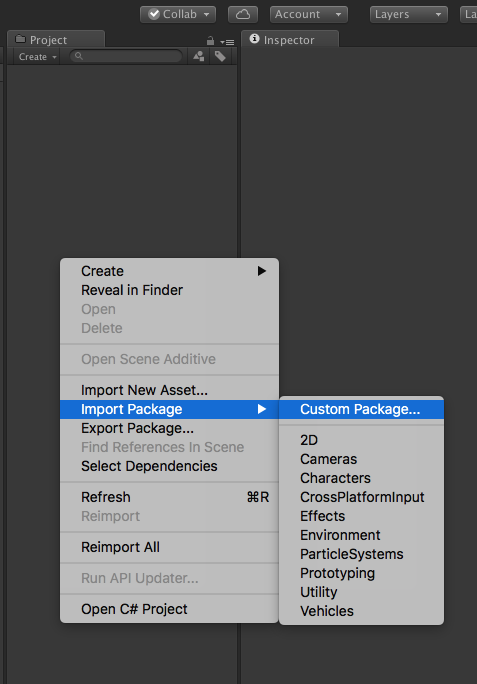 Collab
Account
Layers
La
Project
Inspector
Create
Create
Reveal in Finder
Open
Delete
Open Scene Additive
Import New Asset...
Import Package
Export Package...
Find References In Scene
Select Dependencies
Refresh ⌘R
Reimport
Reimport All
Run API Updater...
Open C# Project
Custom Package...
2D
Cameras
Characters
CrossPlatformInput
Effects
Environment
ParticleSystems
Prototyping
Utility
Vehicles